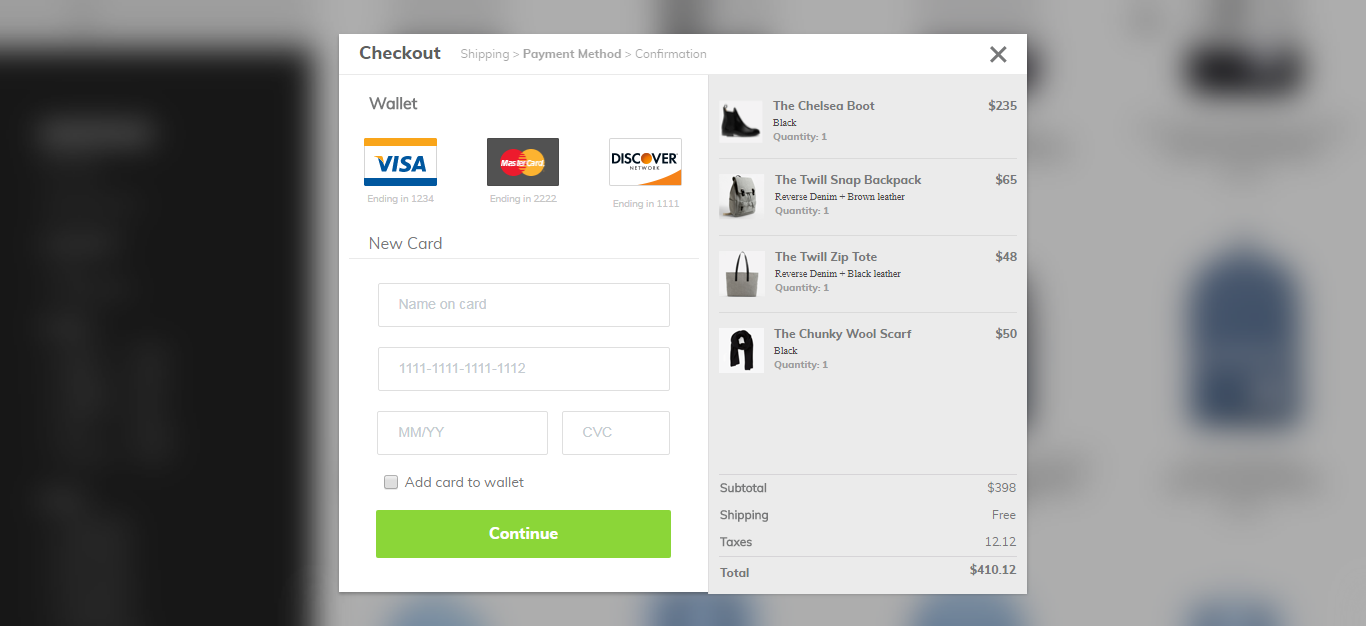 Checkout
Shipping > Payment Method > Confirmation
Wallet
VISA
MasterCard
DISCOVER
NETWORK
Ending in 1234
Ending in 2222
Ending in 1111
New Card
Name on card
1111-1111-1111-1112
MM/YY
CVC
Add card to wallet
Continue
The Chelsea Boot $235
Black
Quantity: 1
The Twill Snap Backpack $65
Reverse Denim + Brown leather
Quantity: 1
The Twill Zip Tote $48
Reverse Denim + Black leather
Quantity: 1
The Chunky Wool Scarf $50
Black
Quantity: 1
Subtotal $398
Shipping Free
Taxes 12.12
Total $410.12